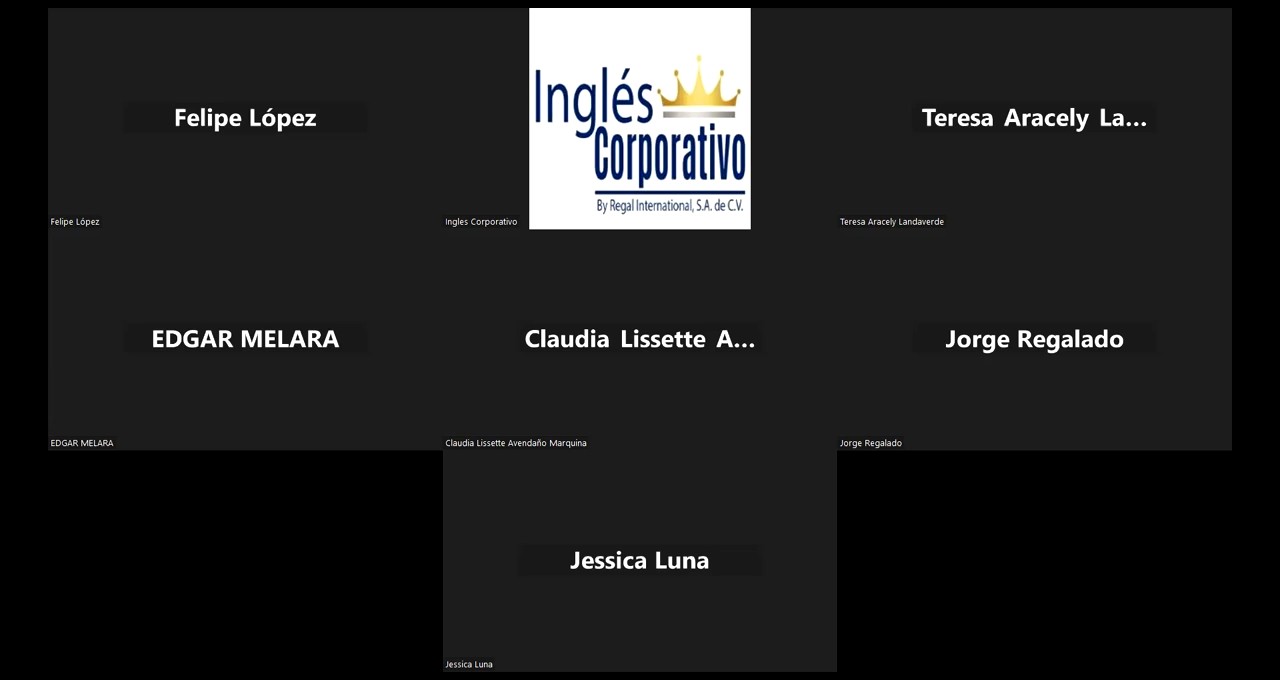 Felipe López
Felipe López
Inglés
Corporativo
By Regal International, S.A. de C.V.
Ingles Corporativo
Teresa Aracely La...
Teresa Aracely Landaverde
EDGAR MELARA
EDGAR MELARA
Claudia Lissette A...
Claudia Lissette Avendaño Marquina
Jorge Regalado
Jorge Regalado
Jessica Luna
Jessica Luna